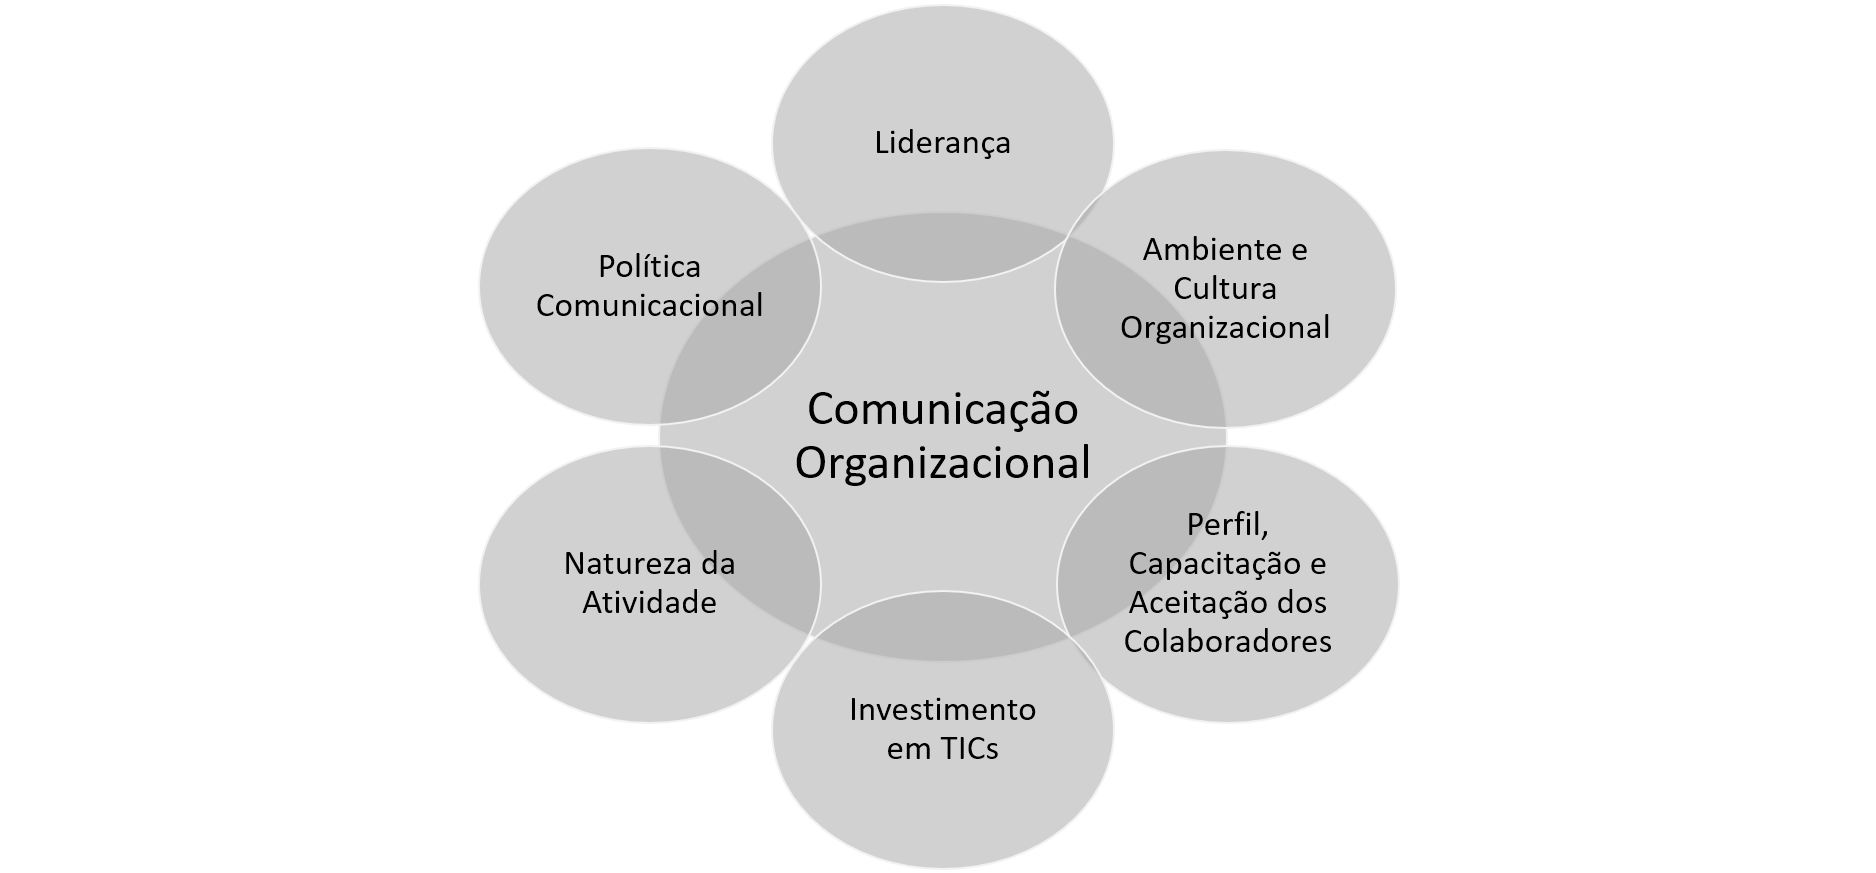 Liderança
Ambiente e
Cultura
Organizacional
Perfil,
Capacitação e
Aceitação dos
Colaboradores
Investimento
em TICs
Natureza da
Atividade
Política
Comunicacional
Comunicação
Organizacional